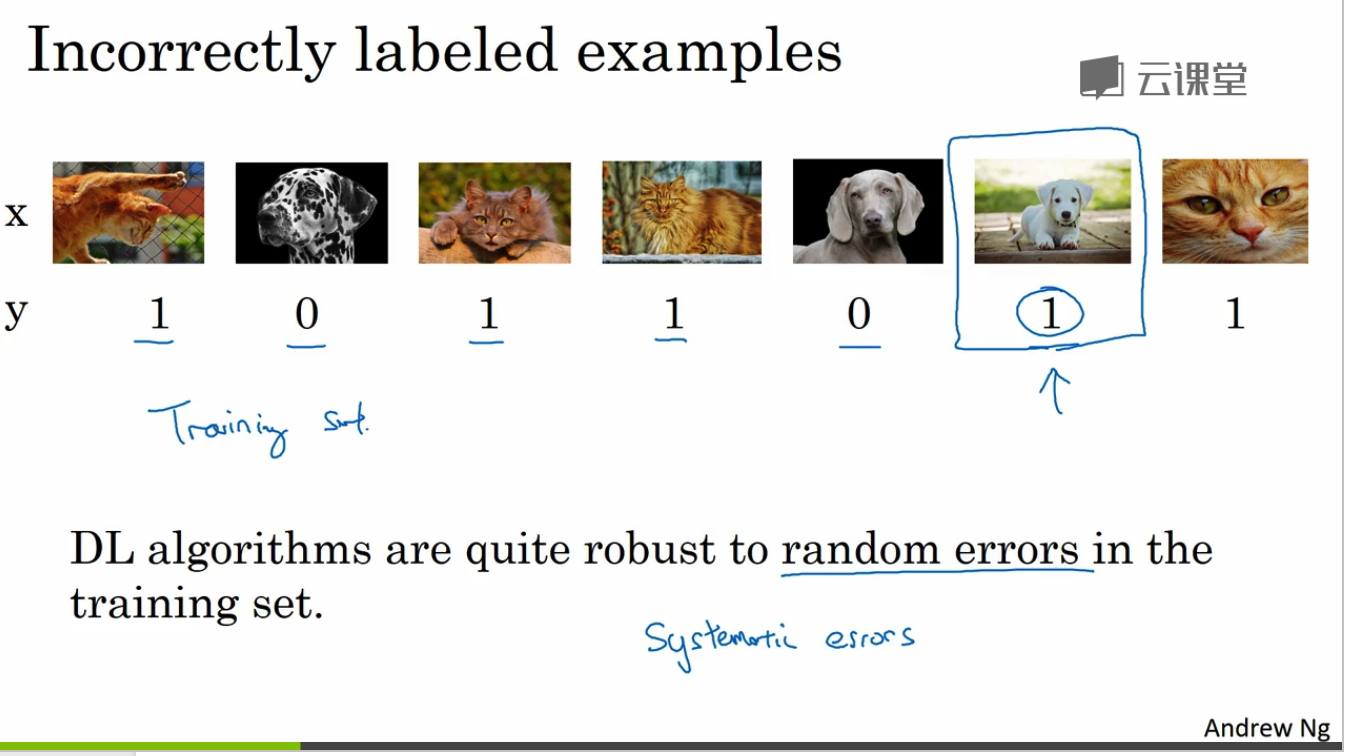 Incorrectly labeled examples
云课堂
x
y 1 0 1 1 0 1 1
Training set.
DL algorithms are quite robust to random errors in the
training set.
Systematic errors
Andrew Ng